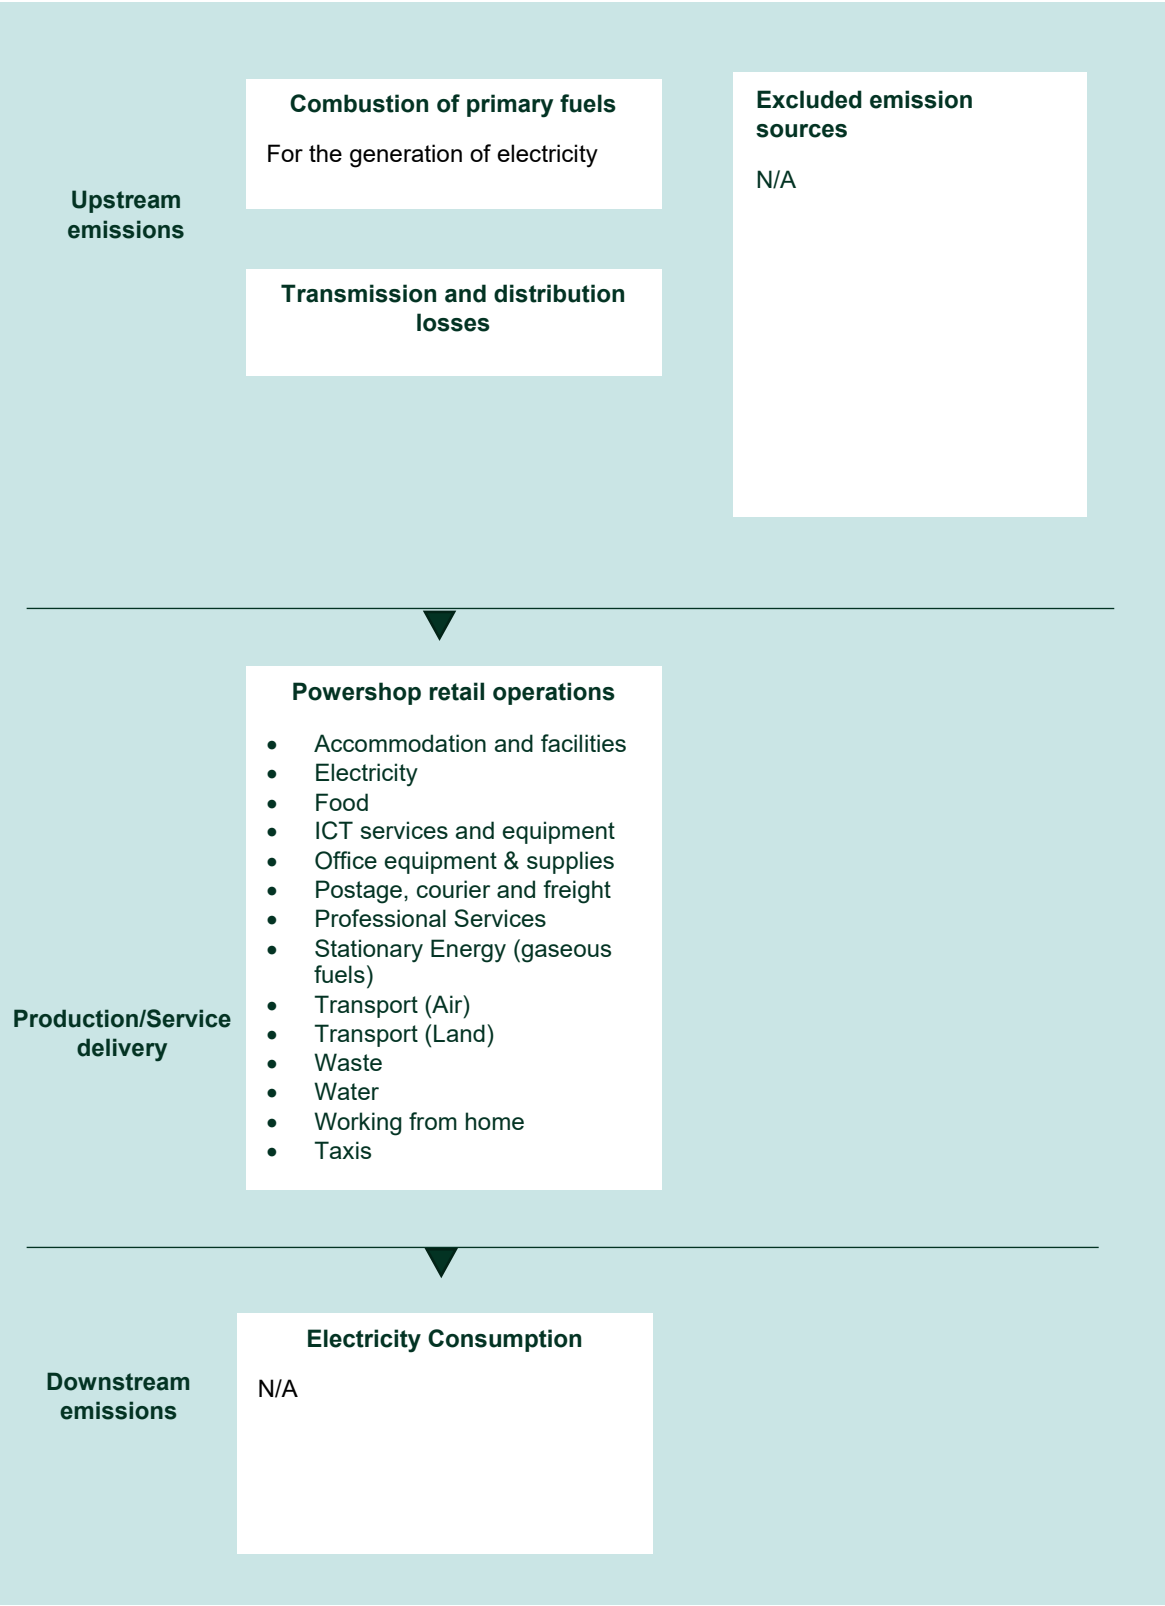 Upstream
emissions
Combustion of primary fuels
For the generation of electricity
Transmission and distribution
losses
Excluded emission
sources
N/A
Production/Service
delivery
Powershop retail operations
• Accommodation and facilities
• Electricity
• Food
• ICT services and equipment
• Office equipment & supplies
• Postage, courier and freight
• Professional Services
• Stationary Energy (gaseous
fuels)
• Transport (Air)
• Transport (Land)
• Waste
• Water
• Working from home
• Taxis
Downstream
emissions
Electricity Consumption
N/A